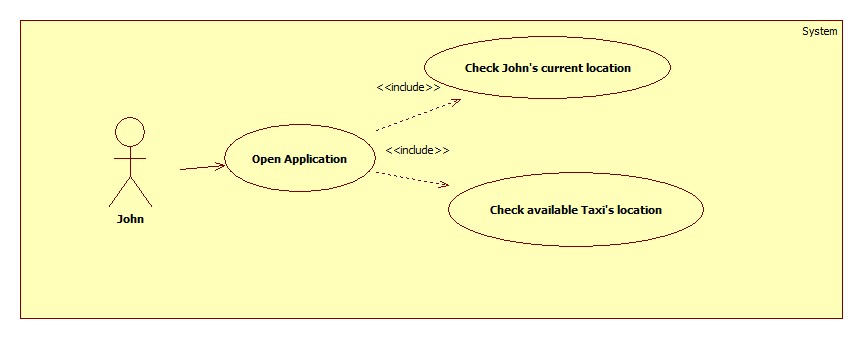 System
Check John's current location
<<include>>
<<include>>
Open Application
Check available Taxi's location
John